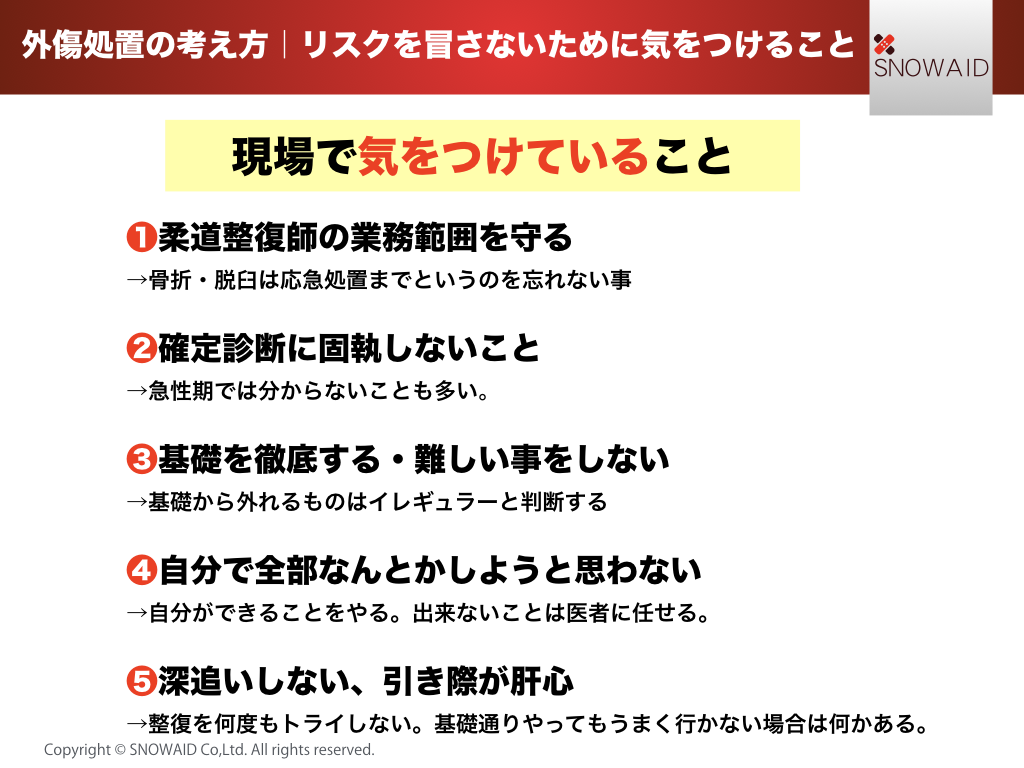 外傷処置の考え方｜リスクを冒さないために気をつけること
SNOWAID
現場で気をつけていること
❶柔道整復師の業務範囲を守る
→骨折・脱臼は応急処置までというのを忘れない事
❷確定診断に固執しないこと
→急性期では分からないことも多い。
❸基礎を徹底する・難しい事をしない
→基礎から外れるものはイレギュラーと判断する
❹自分で全部なんとかしようと思わない
→自分ができることをやる。出来ないことは医者に任せる。
❺深追いしない、引き際が肝心
→整復を何度もトライしない。基礎通りやってもうまく行かない場合は何かある。
Copyright © SNOWAID Co,Ltd. All rights reserved.